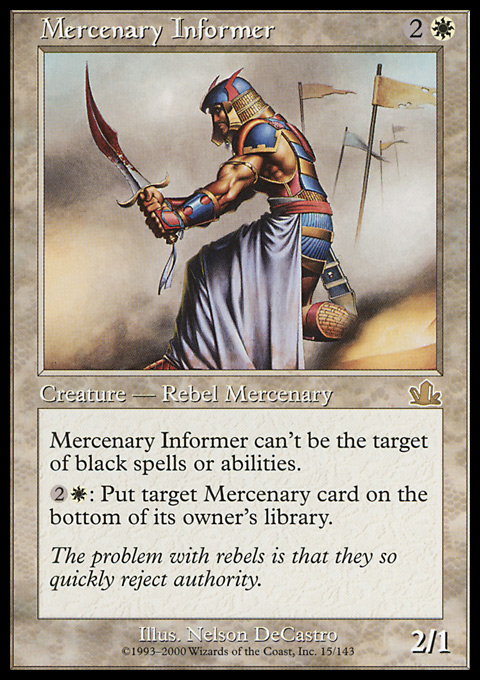 Mercenary Informer 2
Creature — Rebel Mercenary
Mercenary Informer can't be the target
of black spells or abilities.
2: Put target Mercenary card on the
bottom of its owner's library.
The problem with rebels is that they so
quickly reject authority.
Illus. Nelson DeCastro
©1993–2000 Wizards of the Coast, Inc. 15/143
2/1